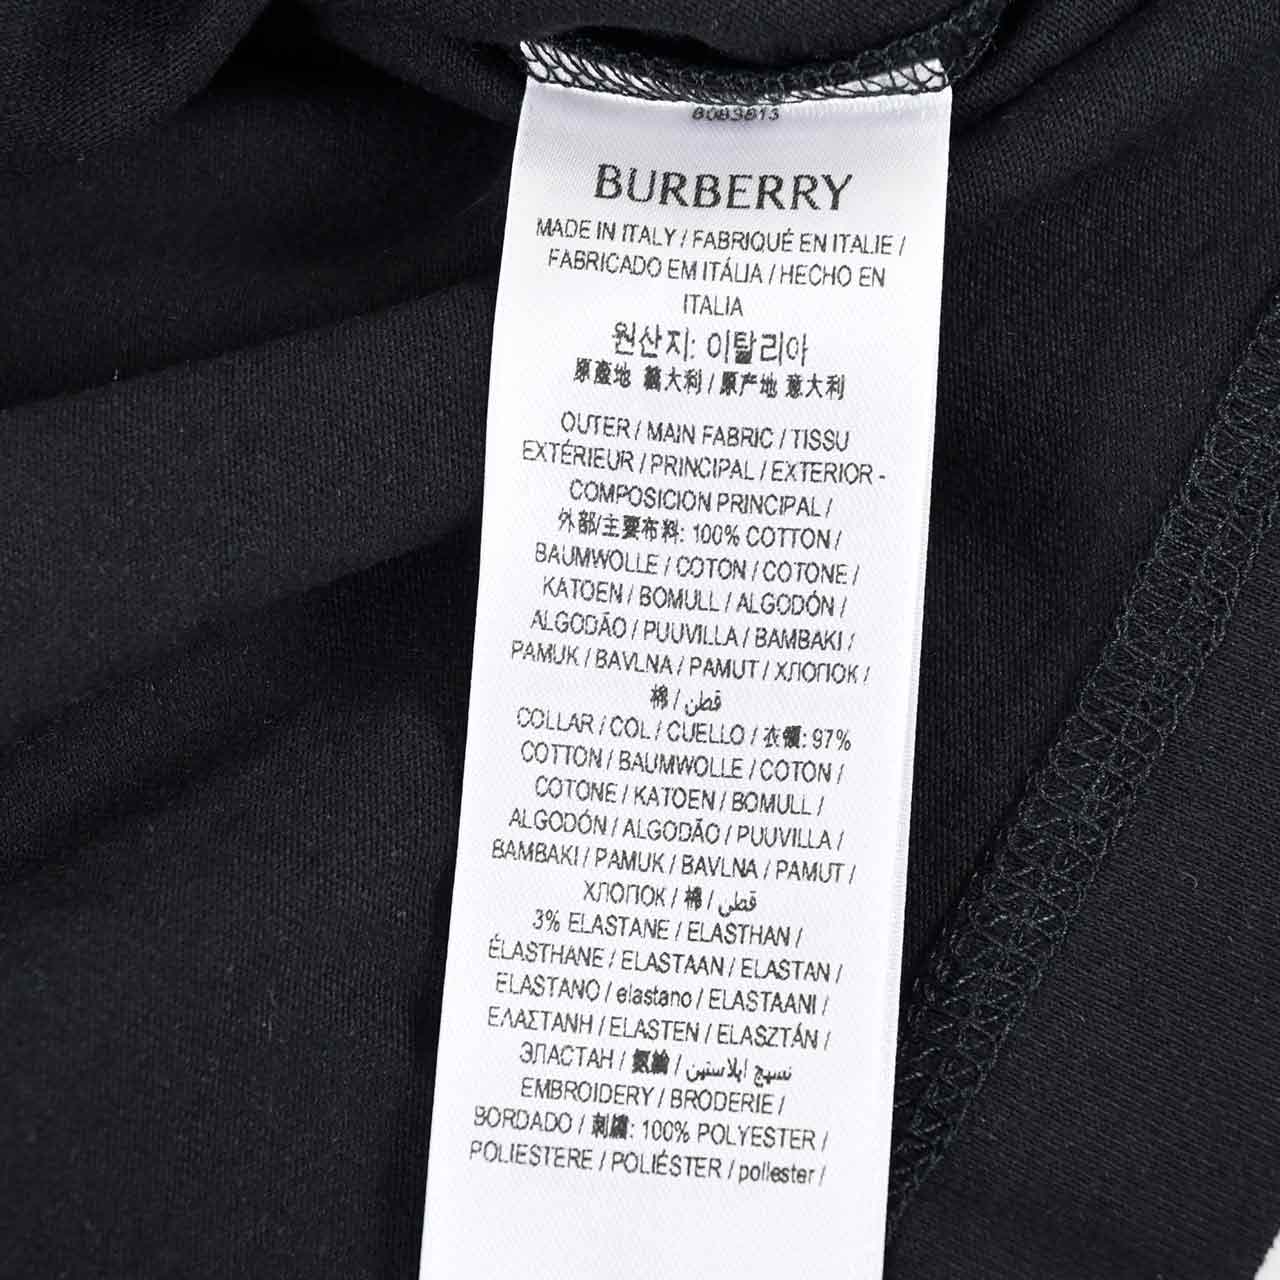 BURBERRY
MADE IN ITALY / FABRIQUÉ EN ITALIE /
FABRICADO EM ITÁLIA / HECHO EN
ITALIA
원산지: 이탈리아
原產地 義大利 / 原产地 意大利
OUTER / MAIN FABRIC / TISSU
EXTÉRIEUR / PRINCIPAL / EXTERIOR -
COMPOSICION PRINCIPAL /
外部/主要布料: 100% COTTON /
BAUMWOLLE / COTON / COTONE /
KATOEN / BOMULL / ALGODÓN /
ALGODÃO / PUUVILLA / BAMBAKI /
PAMUK / BAVLNA / PAMUT / ХЛОПОК /
棉 / قطن
COLLAR / COL / CUELLO / 衣領: 97%
COTTON / BAUMWOLLE / COTON /
COTONE / KATOEN / BOMULL /
ALGODÓN / ALGODÃO / PUUVILLA /
BAMBAKI / PAMUK / BAVLNA / PAMUT /
ХЛОПОК / 棉 / قطن
3% ELASTANE / ELASTHAN /
ÉLASTHANE / ELASTAAN / ELASTAN /
ELASTANO / elastano / ELASTAANI /
ΕΛΑΣΤΑΝΗ / ELASTEN / ELASZTÁN /
ЭЛАСТАН / 氨綸 / نسيج ايلاستين
EMBROIDERY / BRODERIE /
BORDADO / 刺繡: 100% POLYESTER /
POLIESTERE / POLIÉSTER / poliester /